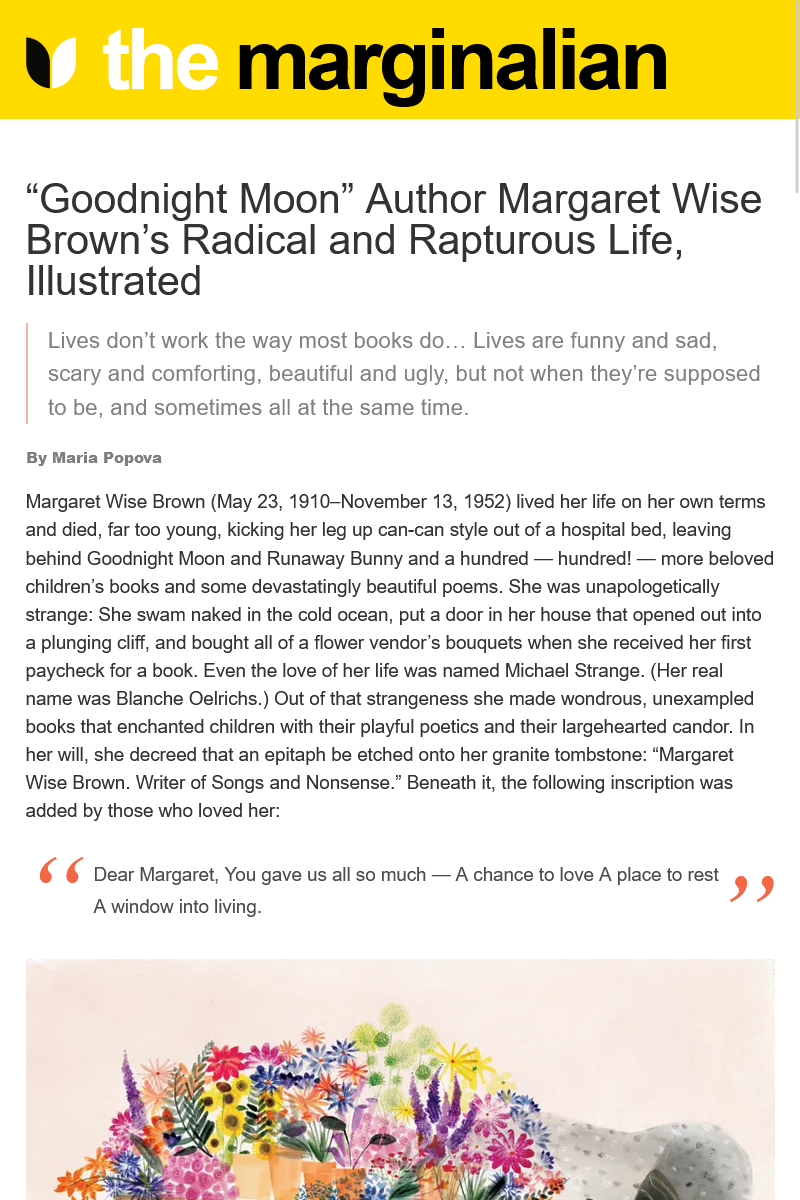 the marginalian
“Goodnight Moon” Author Margaret Wise
Brown’s Radical and Rapturous Life,
Illustrated
Lives don’t work the way most books do… Lives are funny and sad,
scary and comforting, beautiful and ugly, but not when they’re supposed
to be, and sometimes all at the same time.
By Maria Popova
Margaret Wise Brown (May 23, 1910–November 13, 1952) lived her life on her own terms
and died, far too young, kicking her leg up can-can style out of a hospital bed, leaving
behind Goodnight Moon and Runaway Bunny and a hundred — hundred! — more beloved
children’s books and some devastatingly beautiful poems. She was unapologetically
strange: She swam naked in the cold ocean, put a door in her house that opened out into
a plunging cliff, and bought all of a flower vendor’s bouquets when she received her first
paycheck for a book. Even the love of her life was named Michael Strange. (Her real
name was Blanche Oelrichs.) Out of that strangeness she made wondrous, unexampled
books that enchanted children with their playful poetics and their largehearted candor. In
her will, she decreed that an epitaph be etched onto her granite tombstone: “Margaret
Wise Brown. Writer of Songs and Nonsense.” Beneath it, the following inscription was
added by those who loved her:
“Dear Margaret, You gave us all so much — A chance to love A place to rest
A window into living.”